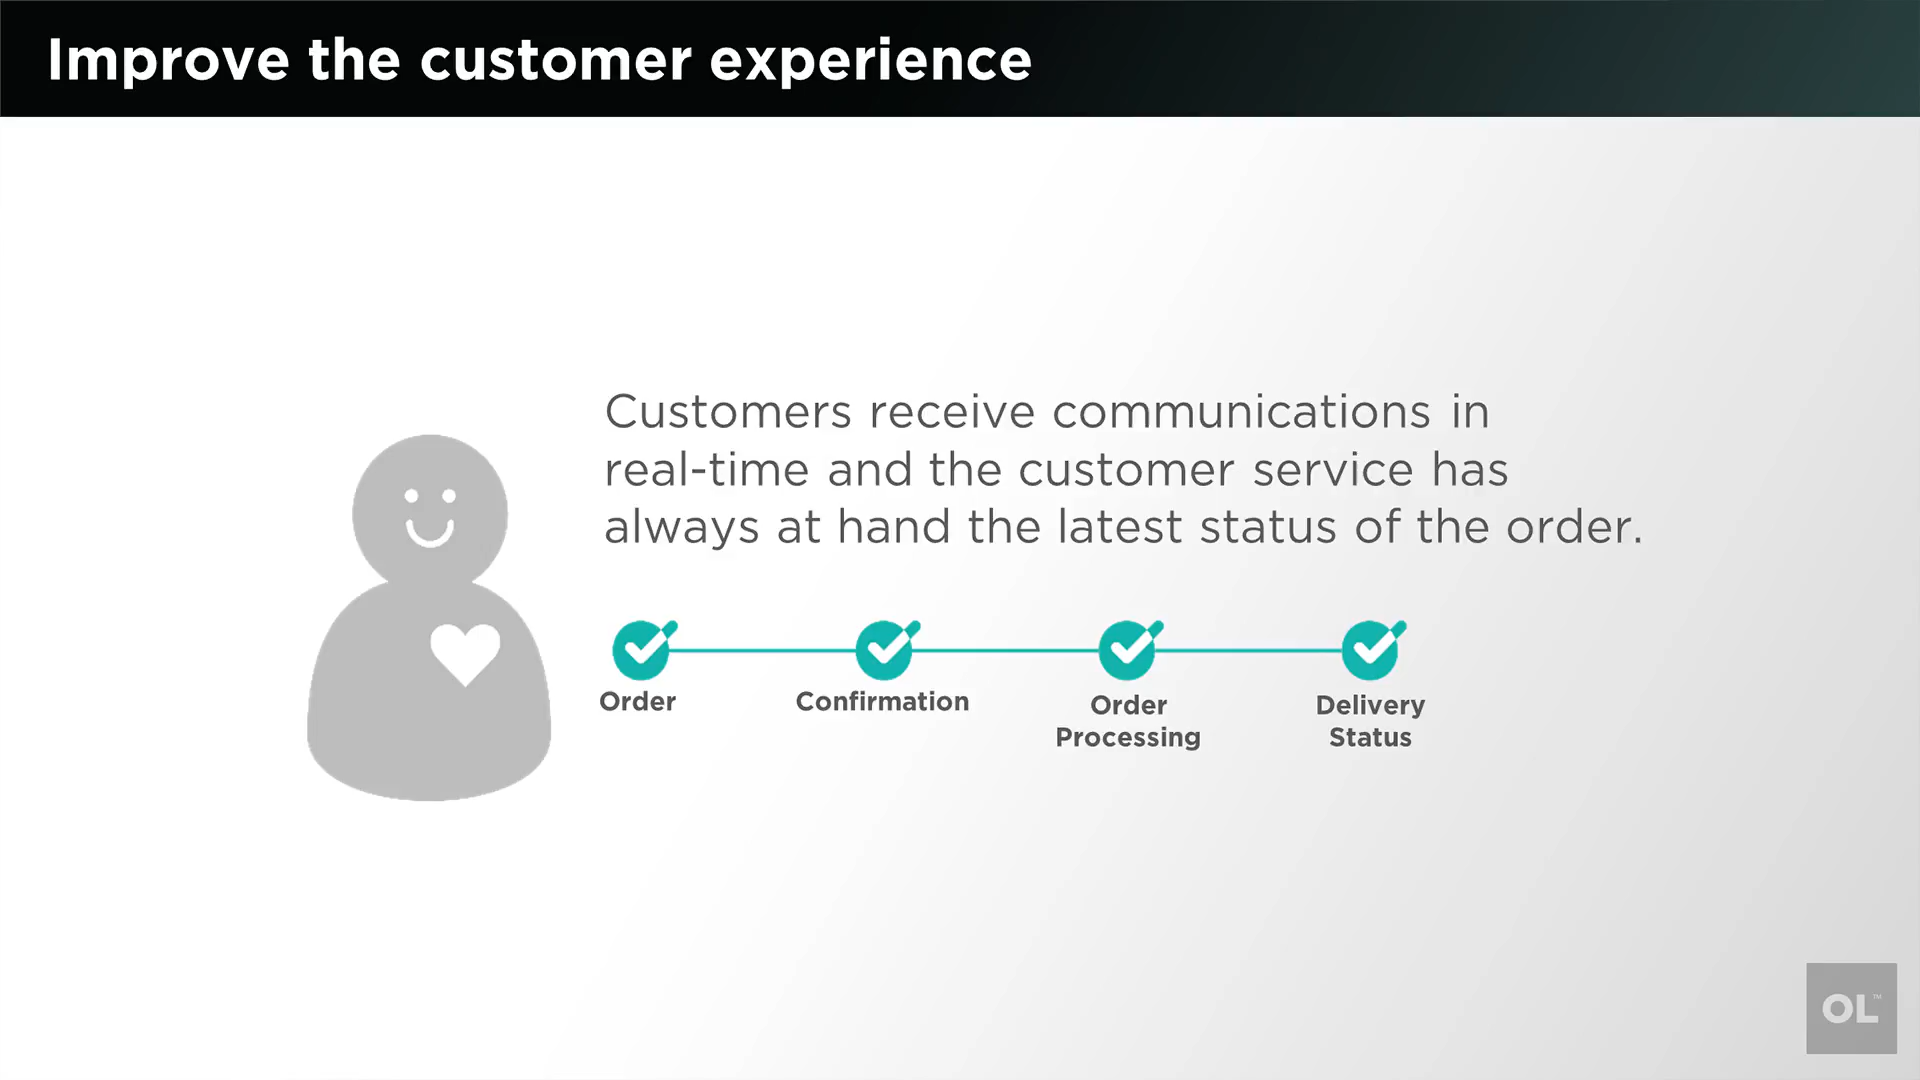 Improve the customer experience
Customers receive communications in
real-time and the customer service has
always at hand the latest status of the order.
Order
Confirmation
Order
Processing
Delivery
Status
OL™